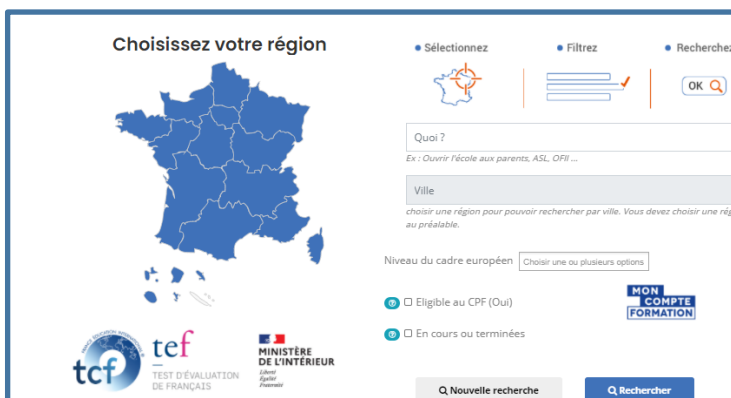 Choisissez votre région
Sélectionnez
Filtrez
Recherchez
OK
Quoi ?
Ex : Ouvrir l'école aux parents, ASL, OFII ...
Ville
choisir une région pour pouvoir rechercher par ville. Vous devez choisir une
au préalable.
Niveau du cadre européen
Choisir une ou plusieurs options
Eligible au CPF (Oui)
MON
COMPTE
FORMATION
En cours ou terminées
tcf
tef
TEST D'ÉVALUATION
DE FRANÇAIS
MINISTÈRE
DE L'INTÉRIEUR
Liberté
Égalité
Fraternité
Nouvelle recherche
Rechercher